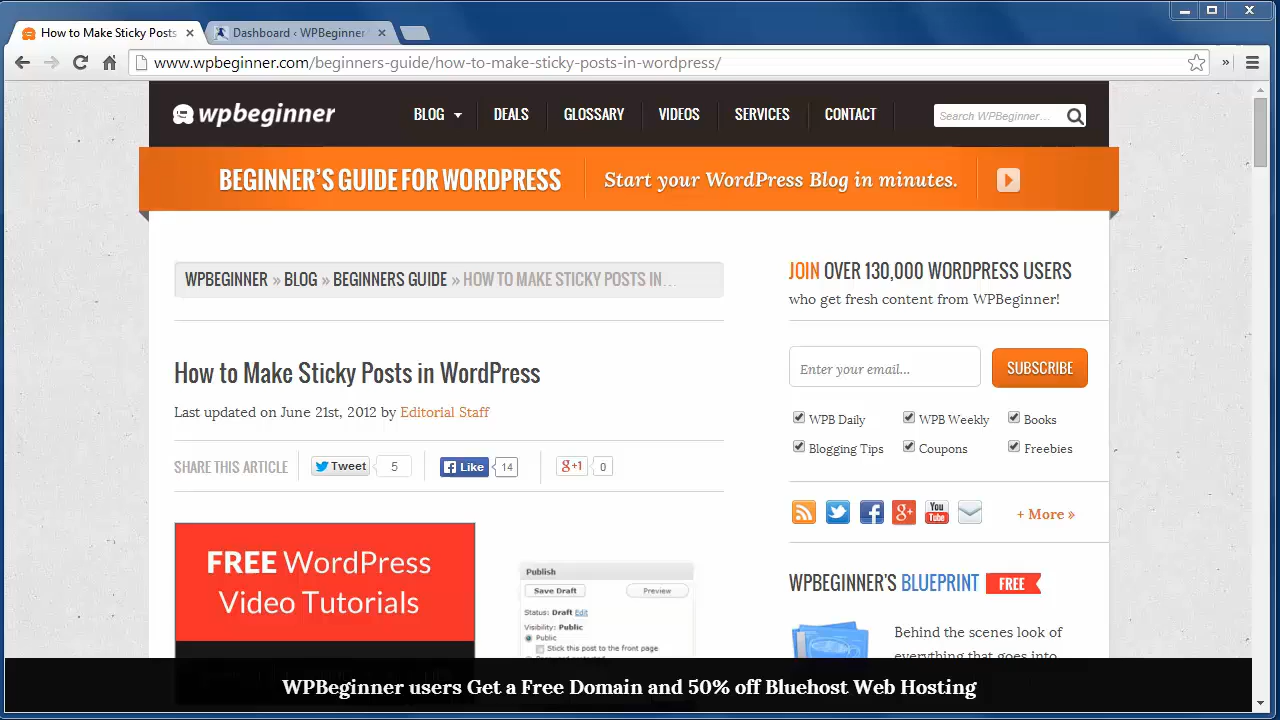 How to Make Sticky Posts
Dashboard ‹ WPBeginner
www.wpbeginner.com/beginners-guide/how-to-make-sticky-posts-in-wordpress/
wpbeginner
BLOG DEALS GLOSSARY VIDEOS SERVICES CONTACT
Search WPBeginner...
BEGINNER'S GUIDE FOR WORDPRESS
Start your WordPress Blog in minutes.
WPBEGINNER » BLOG » BEGINNERS GUIDE » HOW TO MAKE STICKY POSTS IN...
How to Make Sticky Posts in WordPress
Last updated on June 21st, 2012 by Editorial Staff
SHARE THIS ARTICLE Tweet 5 Like 14 g+1 0
FREE WordPress
Video Tutorials
Publish
Save Draft Preview
Status: Draft Edit
Visibility: Public
Public
Stick this post to the front page
JOIN OVER 130,000 WORDPRESS USERS
who get fresh content from WPBeginner!
Enter your email...
SUBSCRIBE
WPB Daily WPB Weekly Books
Blogging Tips Coupons Freebies
You
Tube
+ More »
WPBEGINNER'S BLUEPRINT FREE
Behind the scenes look of
everything that goes into
WPBeginner users Get a Free Domain and 50% off Bluehost Web Hosting